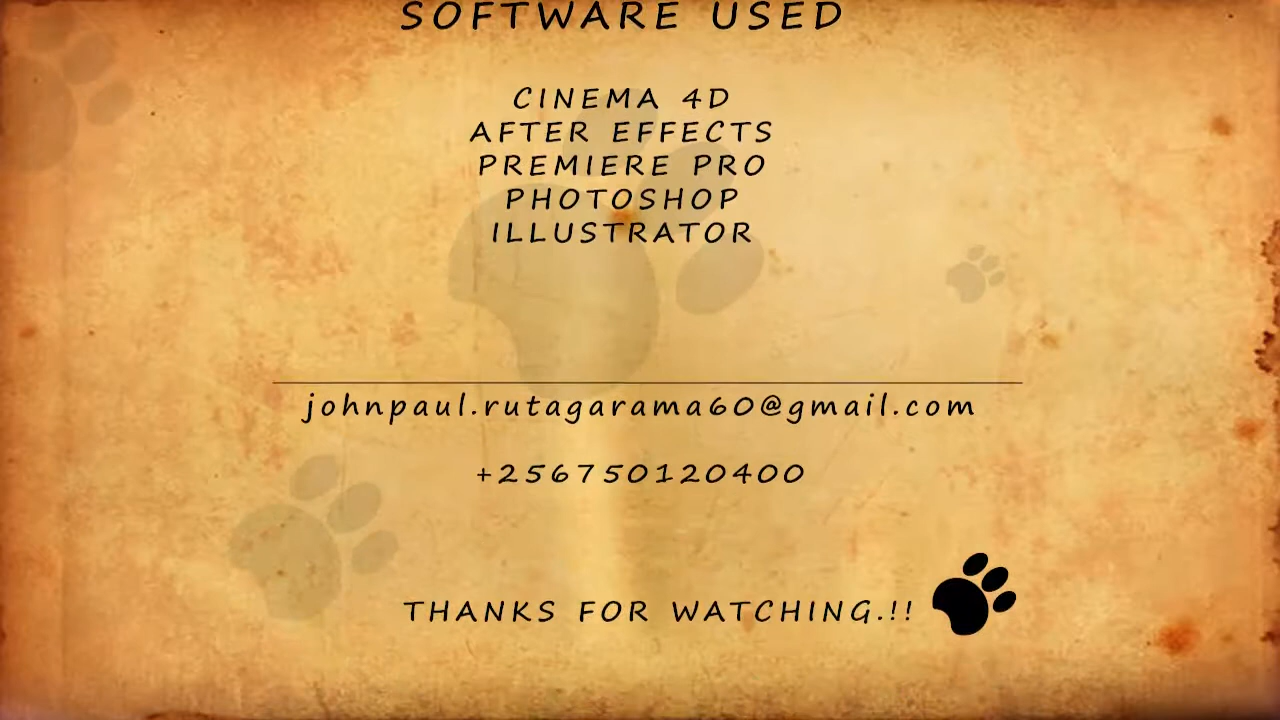 SOFTWARE USED
CINEMA 4D
AFTER EFFECTS
PREMIERE PRO
PHOTOSHOP
ILLUSTRATOR
johnpaul.rutagarama60@gmail.com
+256750120400
THANKS FOR WATCHING.!!